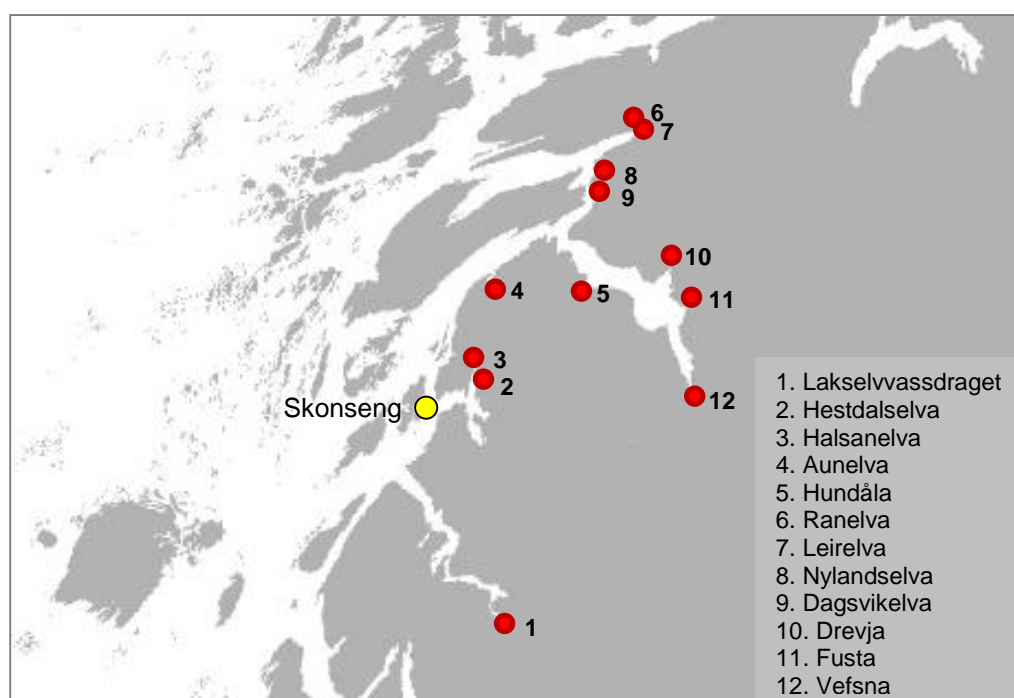 6
7
8
9
10
4
5
11
3
2
12
Skonseng
1
1. Lakselvvassdraget
2. Hestdalselva
3. Halsanelva
4. Aunelva
5. Hundåla
6. Ranelva
7. Leirelva
8. Nylandselva
9. Dagsvikelva
10. Drevja
11. Fusta
12. Vefsna